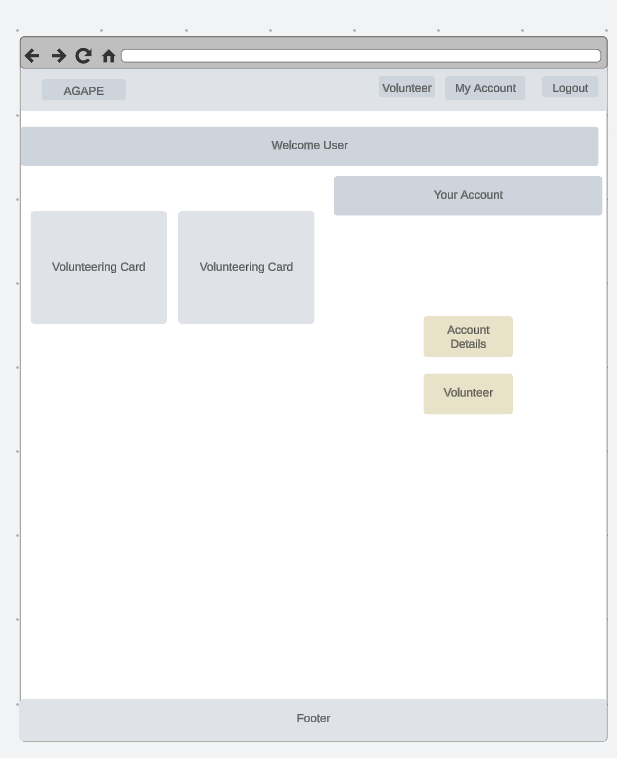 AGAPE
Volunteer
My Account
Logout
Welcome User
Your Account
Volunteering Card
Volunteering Card
Account
Details
Volunteer
Footer